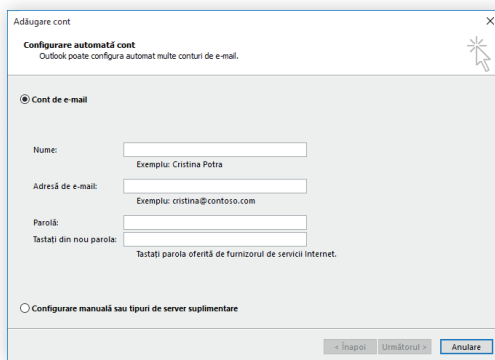 Adăugare cont
Configurare automată cont
Outlook poate configura automat multe conturi de e-mail.
Cont de e-mail
Nume:
Exemplu: Cristina Potra
Adresă de e-mail:
Exemplu: cristina@contoso.com
Parolă:
Tastați din nou parola:
Tastați parola oferită de furnizorul de servicii Internet.
Configurare manuală sau tipuri de server suplimentare
< Înapoi Următorul > Anulare